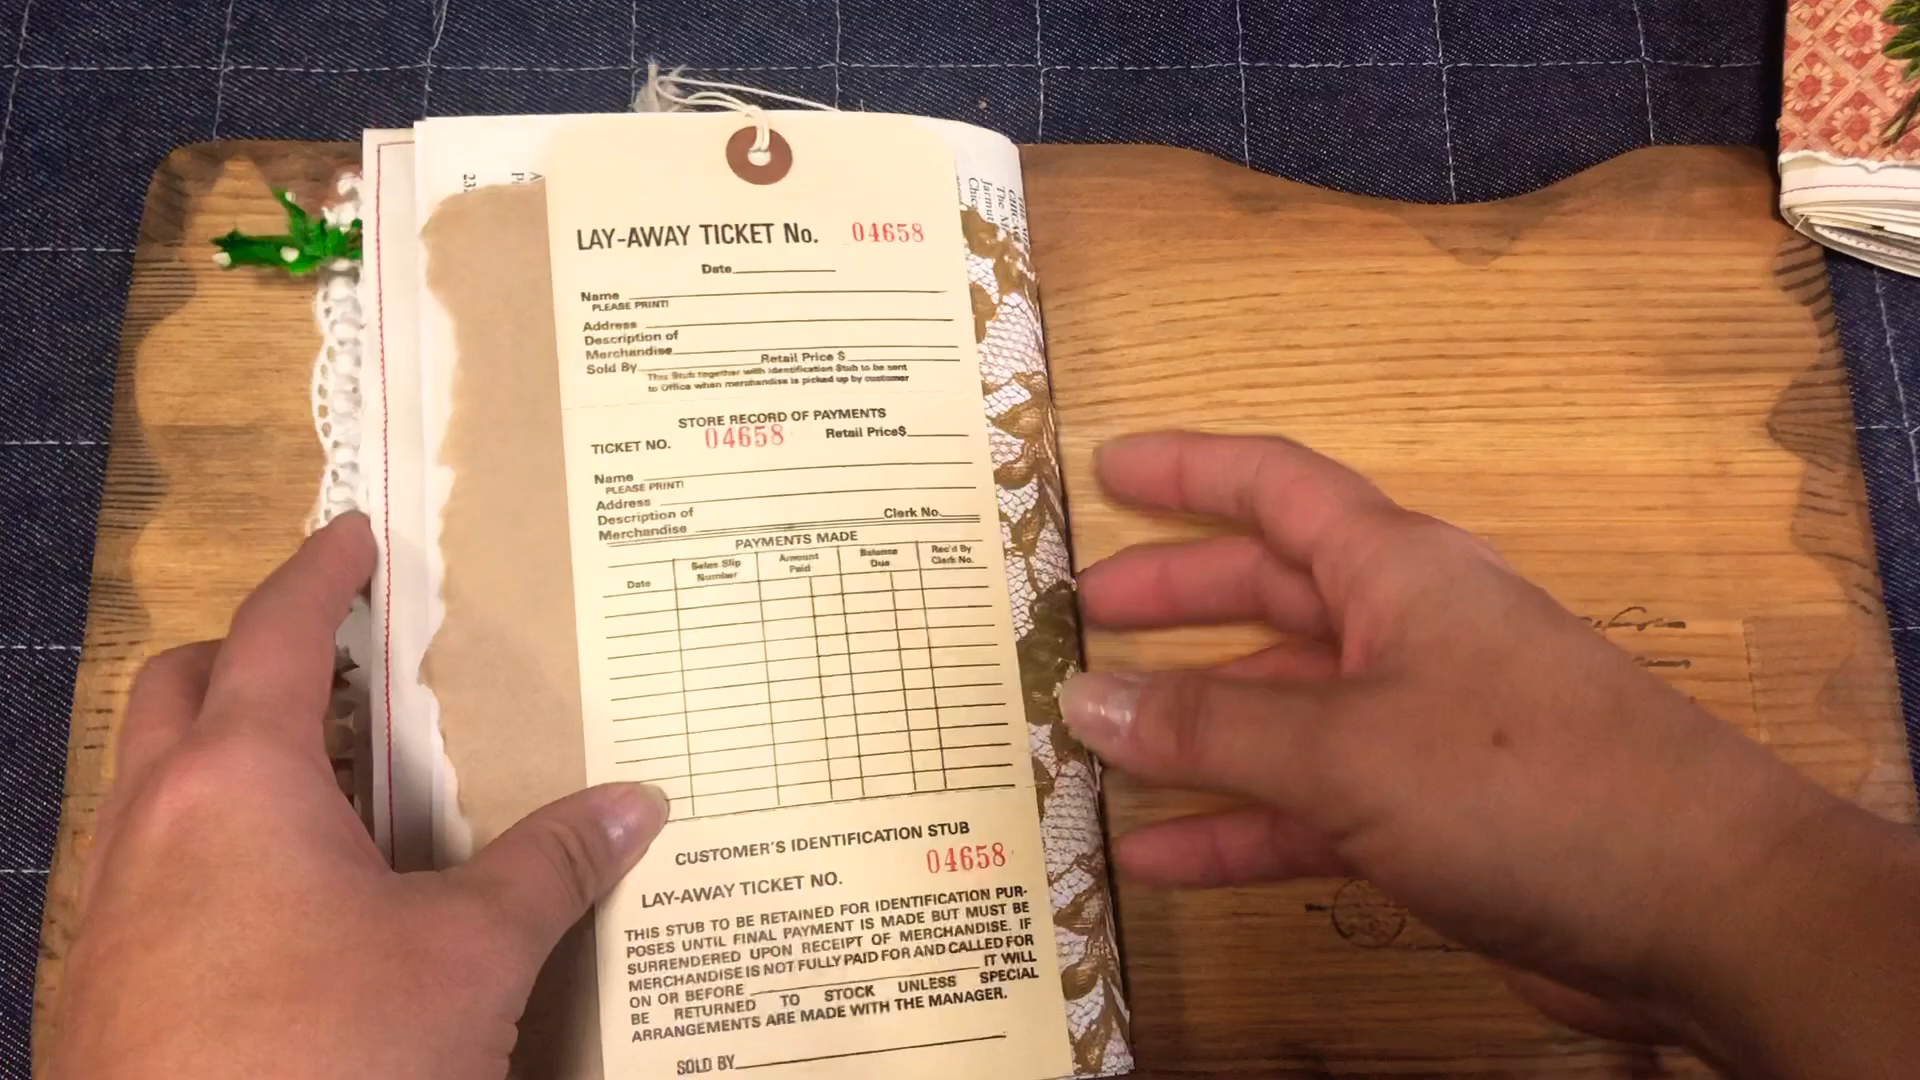 LAY-AWAY TICKET No. 04658
Date
Name
PLEASE PRINT!
Address
Description of
Merchandise Retail Price $
Sold By
This Stub together with Identification Stub to be sent
to Office when merchandise is picked up by customer
STORE RECORD OF PAYMENTS
TICKET NO. 04658 Retail Price$
Name
PLEASE PRINT!
Address
Description of
Merchandise Clerk No.
PAYMENTS MADE
Date Sales Slip Number Amount Paid Balance Due Rec'd By Clerk No.
CUSTOMER'S IDENTIFICATION STUB
LAY-AWAY TICKET NO. 04658
THIS STUB TO BE RETAINED FOR IDENTIFICATION PUR-
POSES UNTIL FINAL PAYMENT IS MADE BUT MUST BE
SURRENDERED UPON RECEIPT OF MERCHANDISE. IF
MERCHANDISE IS NOT FULLY PAID FOR AND CALLED FOR
ON OR BEFORE IT WILL
BE RETURNED TO STOCK UNLESS SPECIAL
ARRANGEMENTS ARE MADE WITH THE MANAGER.
SOLD BY